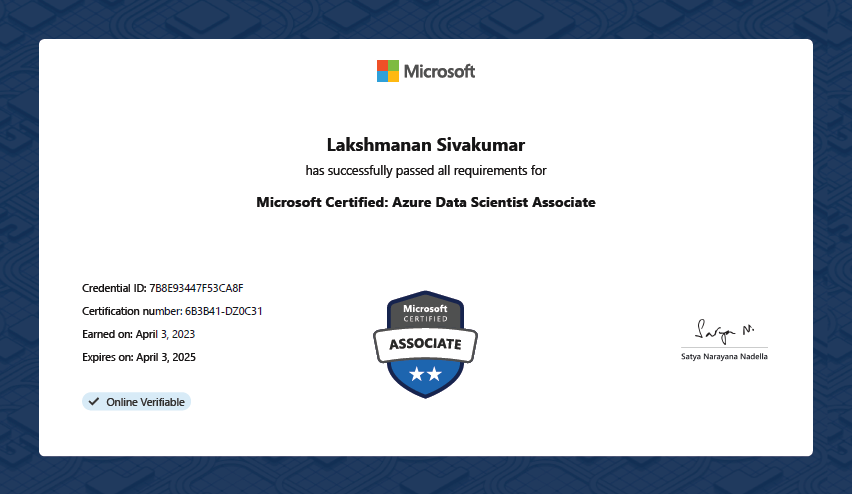 Microsoft
Lakshmanan Sivakumar
has successfully passed all requirements for
Microsoft Certified: Azure Data Scientist Associate
Credential ID: 7B8E93447F53CA8F
Certification number: 6B3B41-DZ0C31
Earned on: April 3, 2023
Expires on: April 3, 2025
Online Verifiable
Microsoft
CERTIFIED
ASSOCIATE
Satya N.
Satya Narayana Nadella